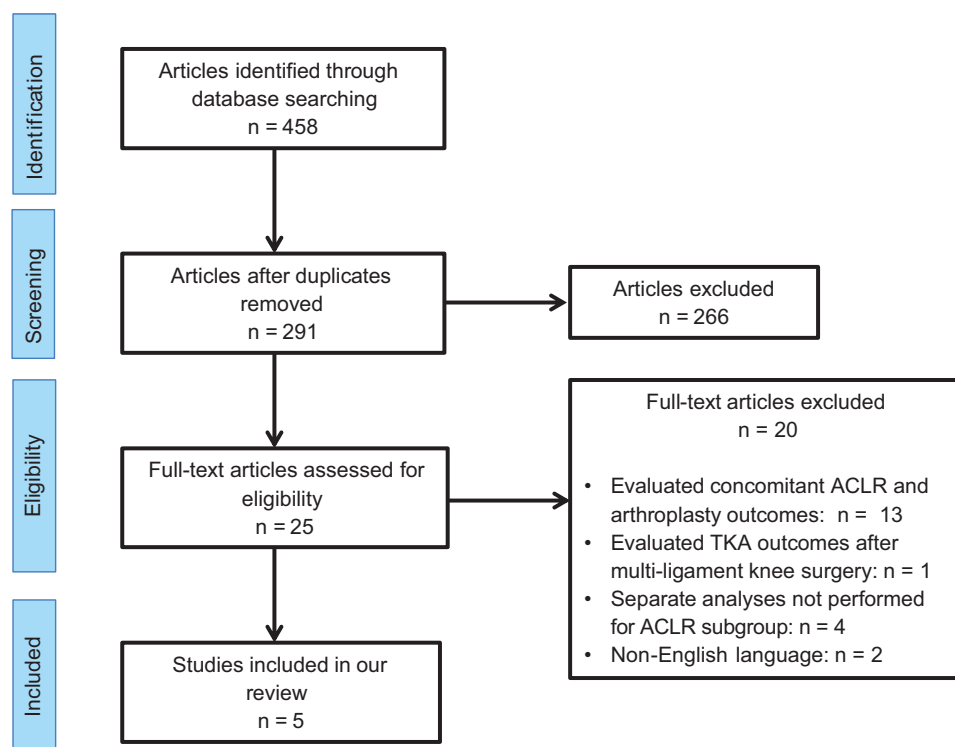 Identification
Articles identified through
database searching
n = 458
Screening
Articles after duplicates
removed
n = 291
Articles excluded
n = 266
Eligibility
Full-text articles assessed for
eligibility
n = 25
Full-text articles excluded
n = 20
• Evaluated concomitant ACLR and
arthroplasty outcomes: n = 13
• Evaluated TKA outcomes after
multi-ligament knee surgery: n = 1
• Separate analyses not performed
for ACLR subgroup: n = 4
• Non-English language: n = 2
Included
Studies included in our
review
n = 5